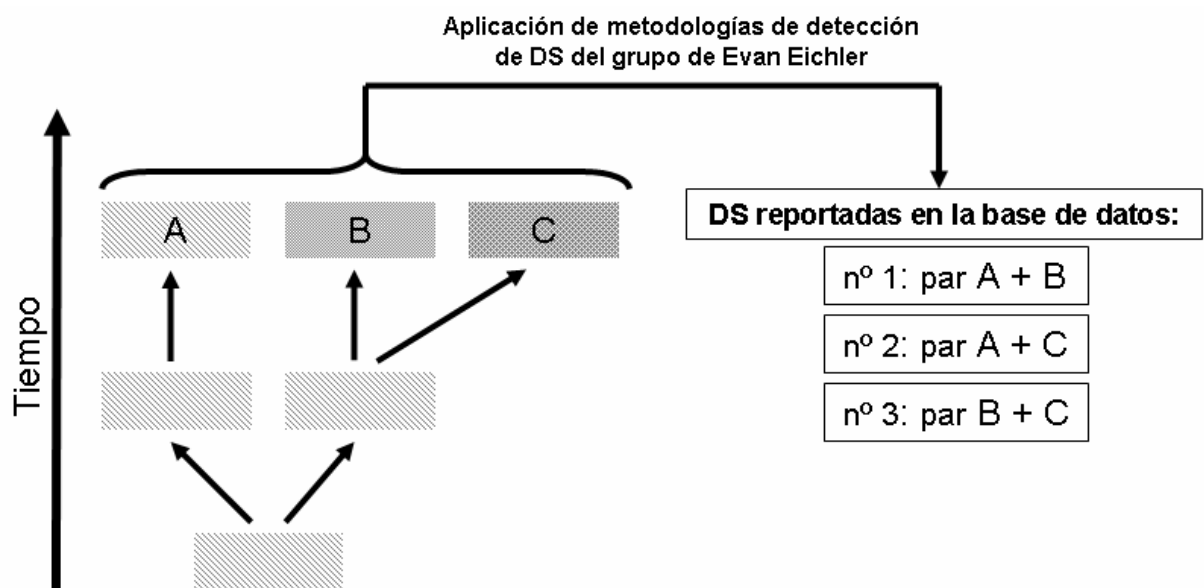 Aplicación de metodologías de detección
de DS del grupo de Evan Eichler
Tiempo
A
B
C
DS reportadas en la base de datos:
nº 1: par A + B
nº 2: par A + C
nº 3: par B + C